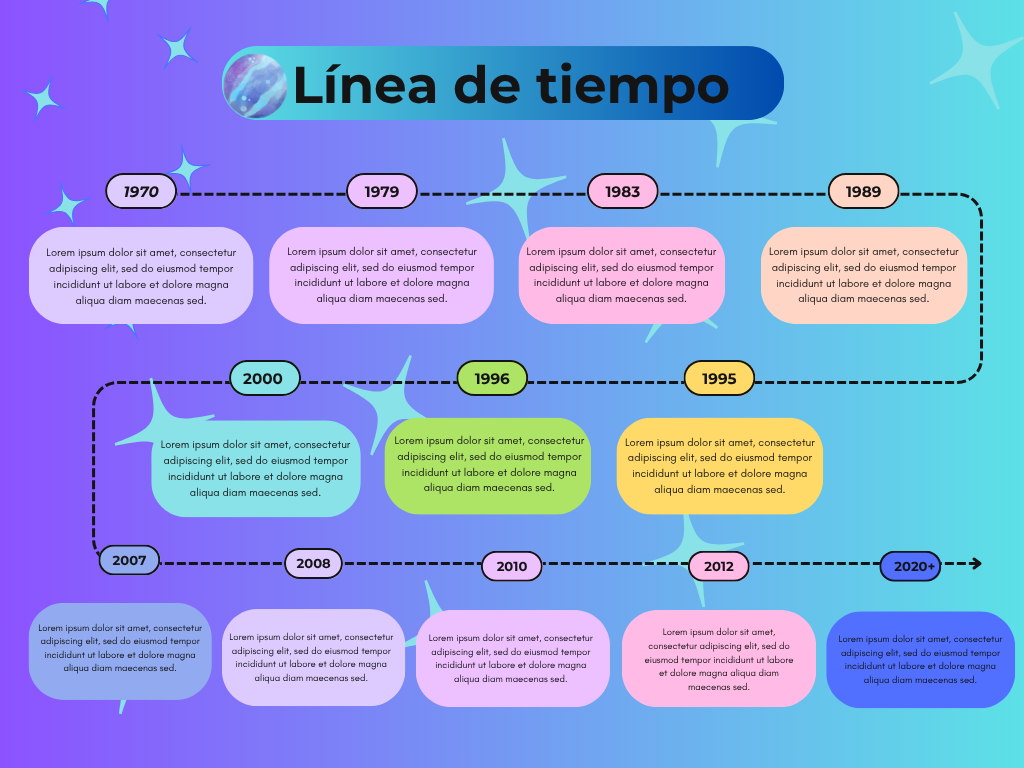 Línea de tiempo
1970
1979
1983
1989
Lorem ipsum dolor sit amet, consectetur
adipiscing elit, sed do eiusmod tempor
incididunt ut labore et dolore magna
aliqua diam maecenas sed.
Lorem ipsum dolor sit amet, consectetur
adipiscing elit, sed do eiusmod tempor
incididunt ut labore et dolore magna
aliqua diam maecenas sed.
Lorem ipsum dolor sit amet, consectetur
adipiscing elit, sed do eiusmod tempor
incididunt ut labore et dolore magna
aliqua diam maecenas sed.
Lorem ipsum dolor sit amet, consectetur
adipiscing elit, sed do eiusmod tempor
incididunt ut labore et dolore magna
aliqua diam maecenas sed.
2000
1996
1995
Lorem ipsum dolor sit amet, consectetur
adipiscing elit, sed do eiusmod tempor
incididunt ut labore et dolore magna
aliqua diam maecenas sed.
Lorem ipsum dolor sit amet, consectetur
adipiscing elit, sed do eiusmod tempor
incididunt ut labore et dolore magna
aliqua diam maecenas sed.
Lorem ipsum dolor sit amet, consectetur
adipiscing elit, sed do eiusmod tempor
incididunt ut labore et dolore magna
aliqua diam maecenas sed.
2007
2008
2010
2012
2020+
Lorem ipsum dolor sit amet, consectetur
adipiscing elit, sed do eiusmod tempor
incididunt ut labore et dolore magna
aliqua diam maecenas sed.
Lorem ipsum dolor sit amet, consectetur
adipiscing elit, sed do eiusmod tempor
incididunt ut labore et dolore magna
aliqua diam maecenas sed.
Lorem ipsum dolor sit amet, consectetur
adipiscing elit, sed do eiusmod tempor
incididunt ut labore et dolore magna
aliqua diam maecenas sed.
Lorem ipsum dolor sit amet,
consectetur adipiscing elit, sed do
eiusmod tempor incididunt ut labore
et dolore magna aliqua diam
maecenas sed.
Lorem ipsum dolor sit amet, consectetur
adipiscing elit, sed do eiusmod tempor
incididunt ut labore et dolore magna
aliqua diam maecenas sed.